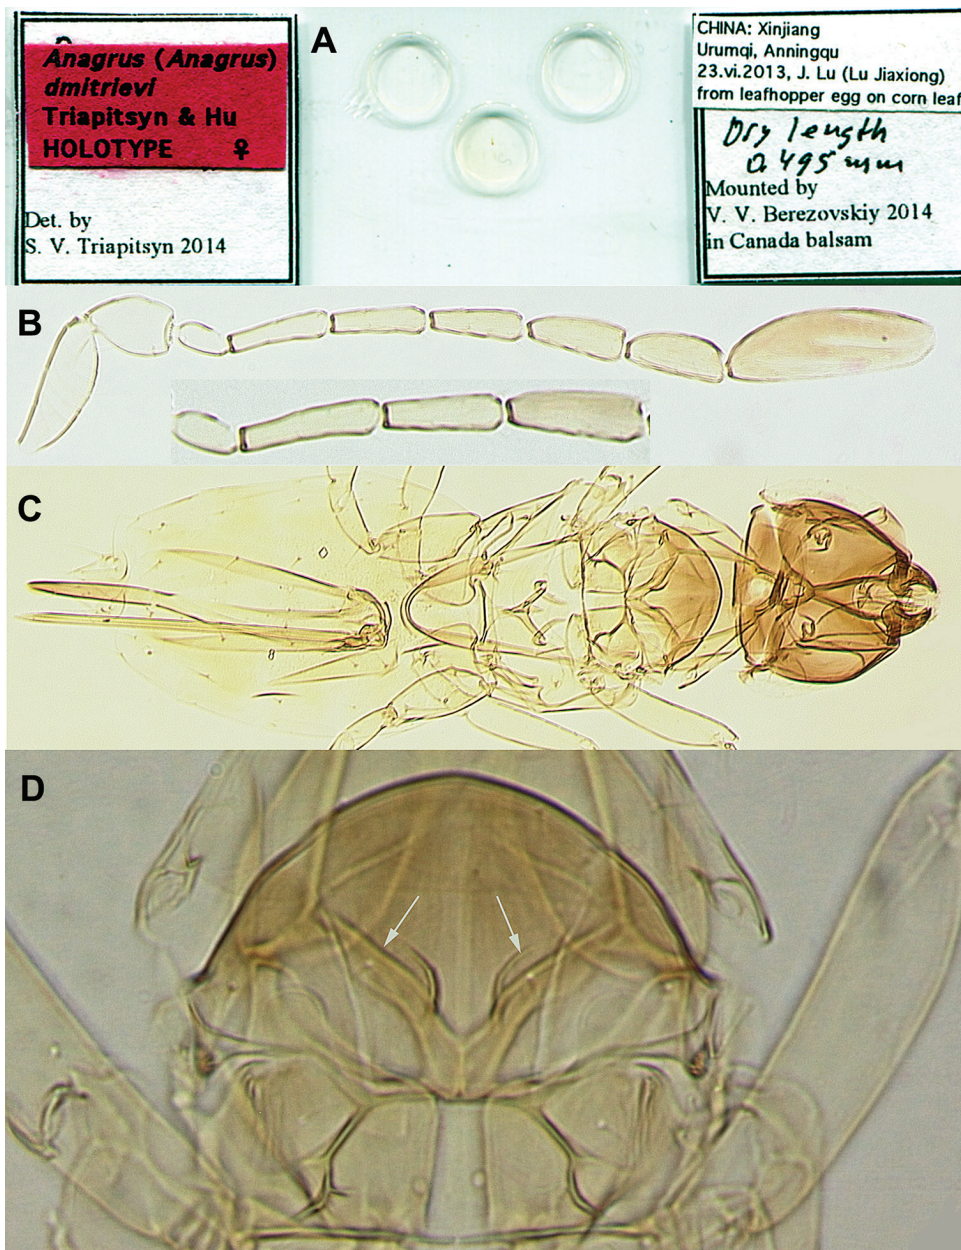 A
Anagrus (Anagrus)
dmitrievi
Triapitsyn & Hu
HOLOTYPE ♀
Det. by
S. V. Triapitsyn 2014
CHINA: Xinjiang
Urumqi, Anningqu
23.vi.2013, J. Lu (Lu Jiaxiong)
from leafhopper egg on corn leaf
Dry length
0.495 mm
Mounted by
V. V. Berezovskiy 2014
in Canada balsam
B
C
D